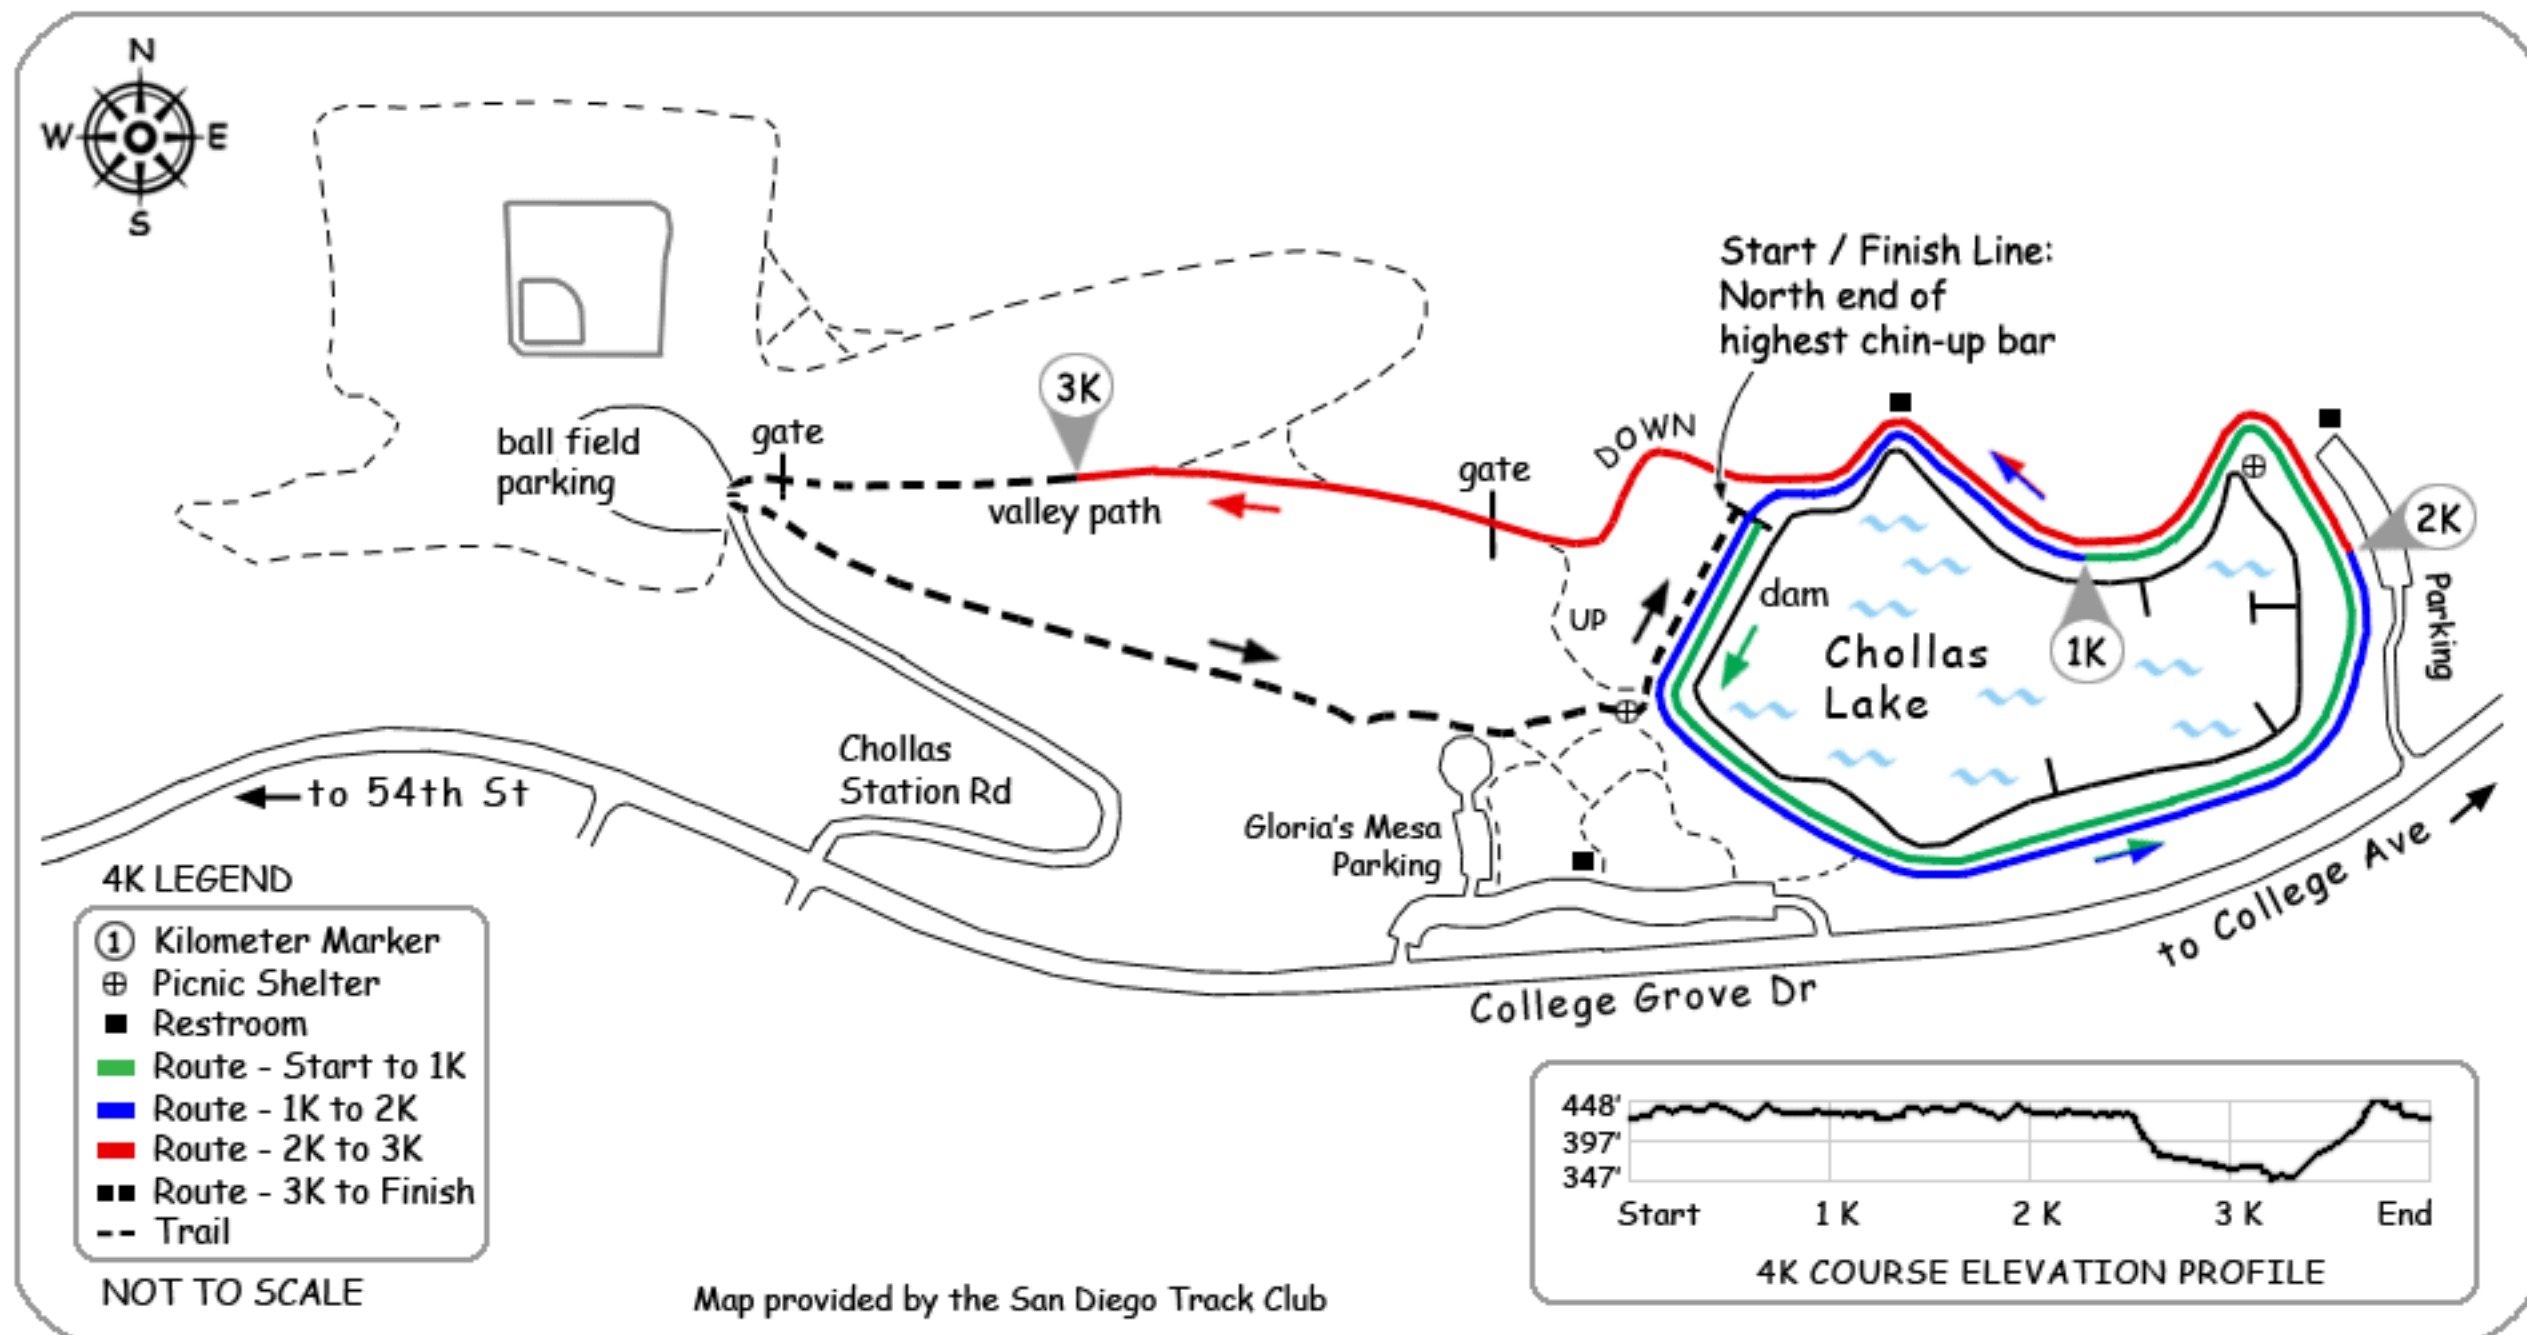 N
W E
S
Start / Finish Line:
North end of
highest chin-up bar
3K
ball field
parking
gate
valley path
gate
DOWN
UP
dam
Chollas
Lake
1K
2K
Parking
Chollas
Station Rd
to 54th St
Gloria's Mesa
Parking
College Grove Dr
to College Ave
4K LEGEND
1 Kilometer Marker
Picnic Shelter
Restroom
Route - Start to 1K
Route - 1K to 2K
Route - 2K to 3K
Route - 3K to Finish
Trail
NOT TO SCALE
Map provided by the San Diego Track Club
448'
397'
347'
Start 1 K 2 K 3 K End
4K COURSE ELEVATION PROFILE